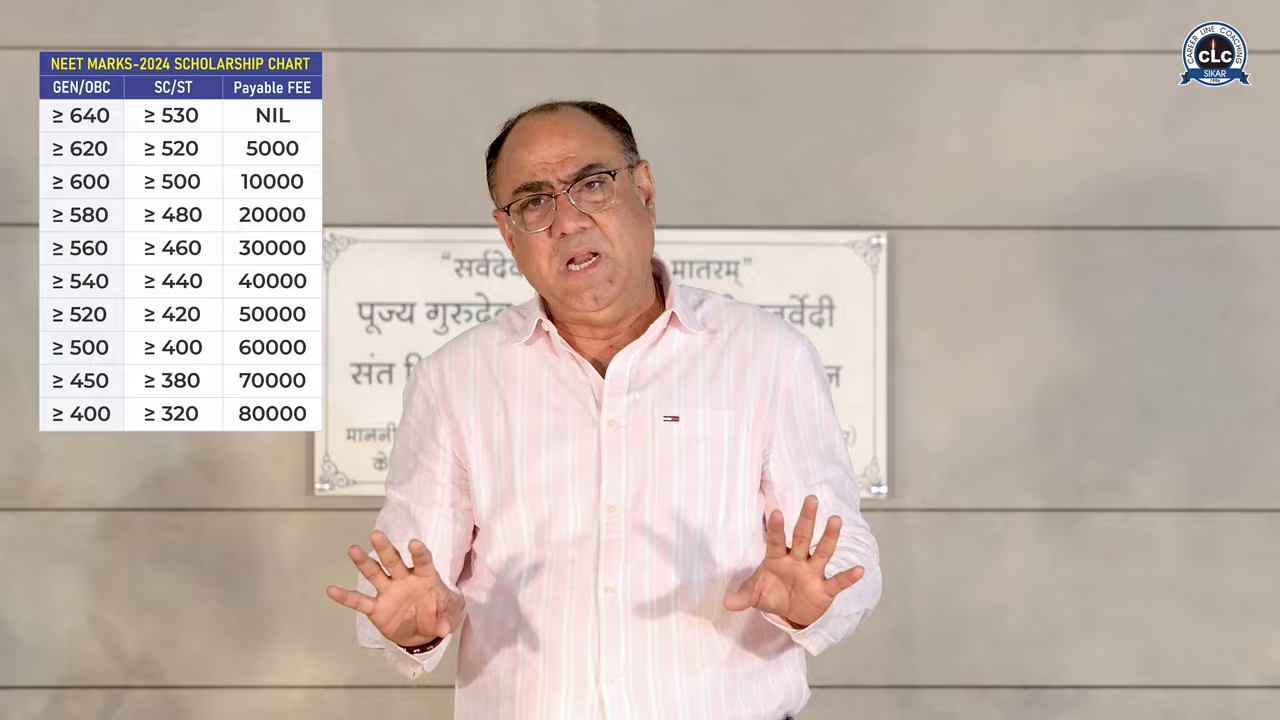 NEET MARKS-2024 SCHOLARSHIP CHART
GEN/OBC SC/ST Payable FEE
≥ 640 ≥ 530 NIL
≥ 620 ≥ 520 5000
≥ 600 ≥ 500 10000
≥ 580 ≥ 480 20000
≥ 560 ≥ 460 30000
≥ 540 ≥ 440 40000
≥ 520 ≥ 420 50000
≥ 500 ≥ 400 60000
≥ 450 ≥ 380 70000
≥ 400 ≥ 320 80000
CAREER LINE COACHING
CLC
SIKAR
मातरम्”
पूज्य
संत